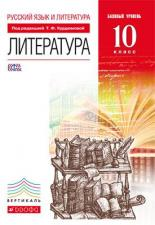 РУССКИЙ ЯЗЫК И ЛИТЕРАТУРА
Под редакцией Т. Ф. Курдюмовой
БАЗОВЫЙ УРОВЕНЬ
ЛИТЕРАТУРА
10
КЛАСС
ВЕРТИКАЛЬ
ДРОФА